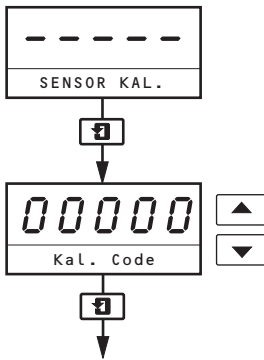 -----
SENSOR KAL.
00000
Kal. Code